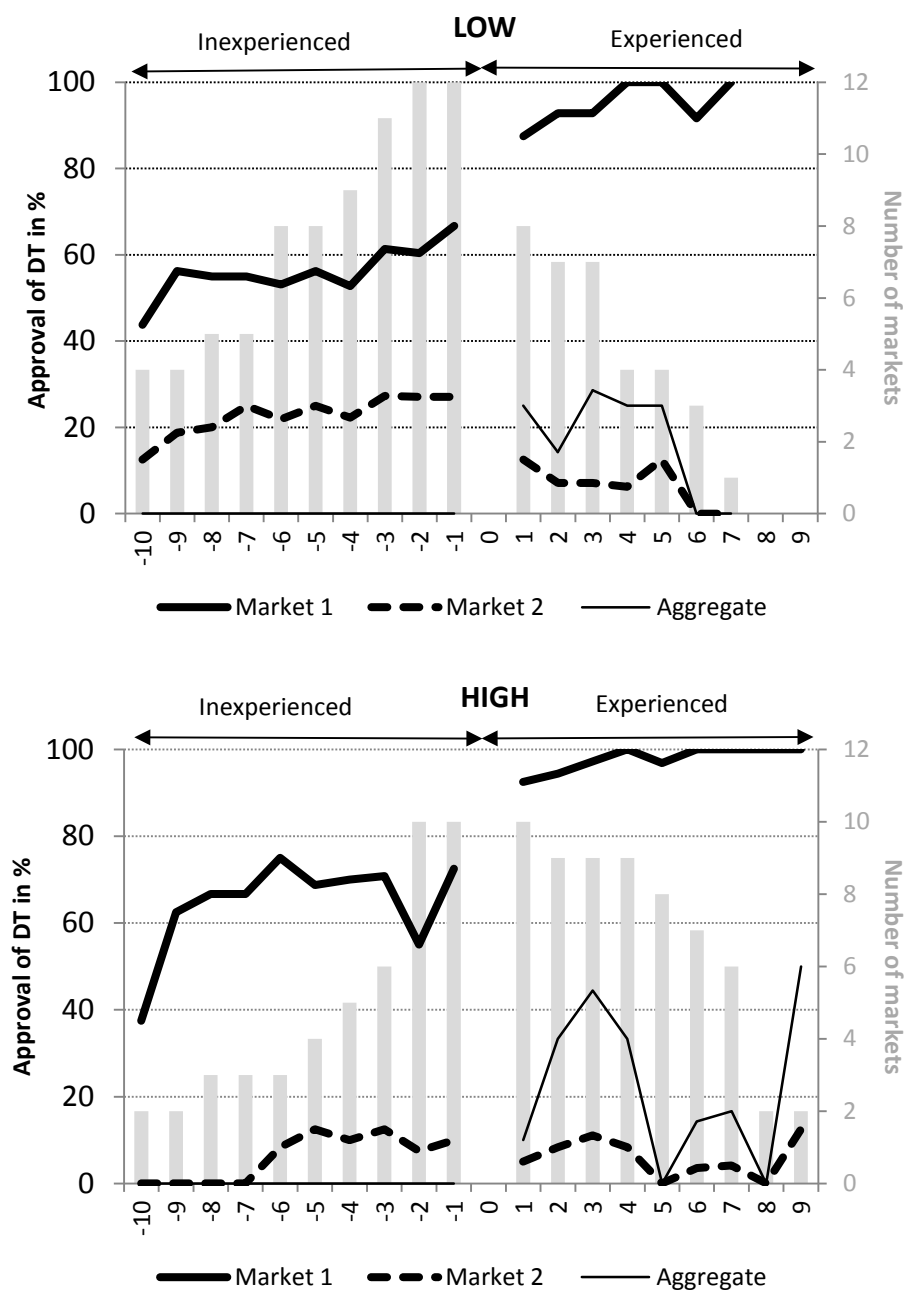 LOW
Inexperienced Experienced
100 12
80 10
60 8
40 6
20 4
0 2
0
Approval of DT in %
Number of markets
-10 -9 -8 -7 -6 -5 -4 -3 -2 -1 0 1 2 3 4 5 6 7 8 9
Market 1 Market 2 Aggregate
HIGH
Inexperienced Experienced
100 12
80 10
60 8
40 6
20 4
0 2
0
Approval of DT in %
Number of markets
-10 -9 -8 -7 -6 -5 -4 -3 -2 -1 0 1 2 3 4 5 6 7 8 9
Market 1 Market 2 Aggregate